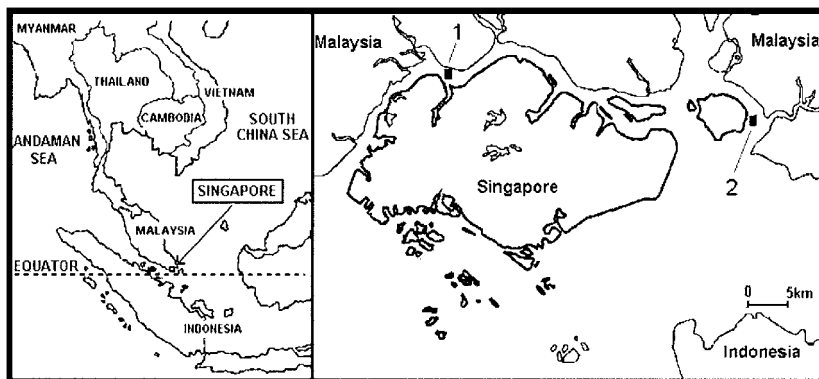 MYANMAR
THAILAND
VIETNAM
CAMBODIA
SOUTH
CHINA SEA
ANDAMAN
SEA
SINGAPORE
MALAYSIA
EQUATOR
INDONESIA
Malaysia
1
Malaysia
Singapore
2
0 5km
Indonesia